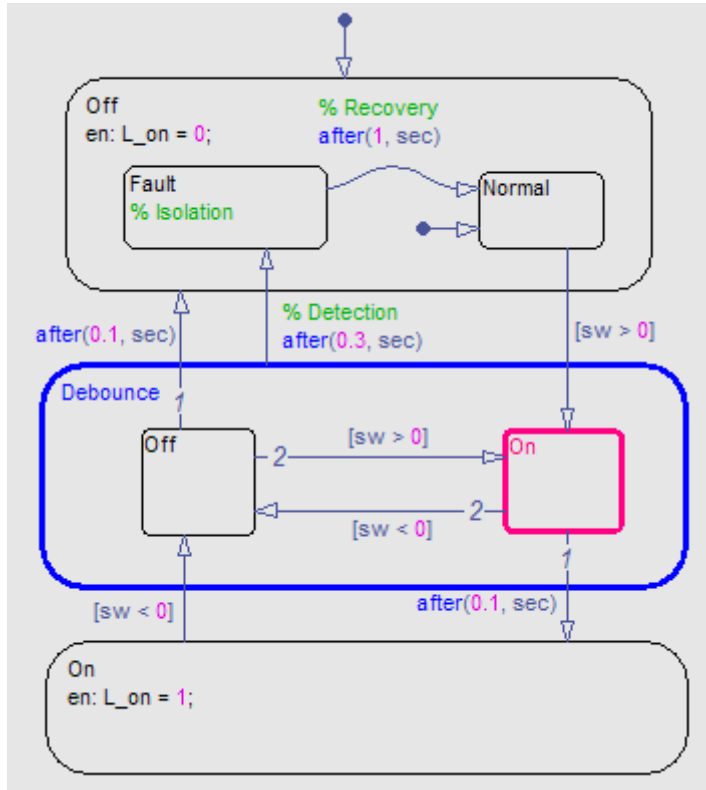 Off
en: L_on = 0;
% Recovery
after(1, sec)
Fault
% Isolation
Normal
after(0.1, sec)
% Detection
after(0.3, sec)
[sw > 0]
Debounce
1
Off
2
[sw > 0]
On
[sw < 0]
2
1
[sw < 0]
after(0.1, sec)
On
en: L_on = 1;